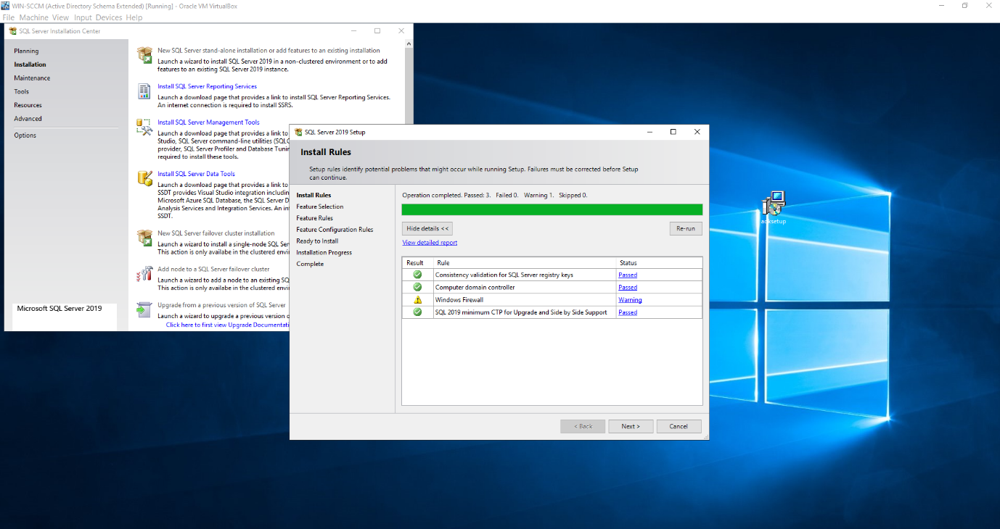 WIN-SCCM (Active Directory Schema Extended) [Running] - Oracle VM VirtualBox
File Machine View Input Devices Help
SQL Server Installation Center
Planning
Installation
Maintenance
Tools
Resources
Advanced
Options
Microsoft SQL Server 2019
New SQL Server stand-alone installation or add features to an existing installation
Launch a wizard to install SQL Server 2019 in a non-clustered environment or to add
features to an existing SQL Server 2019 instance.
Install SQL Server Reporting Services
Launch a download page that provides a link to install SQL Server Reporting Services.
An internet connection is required to install SSRS.
Install SQL Server Management Tools
Launch a download page that provides a link to
Studio, SQL Server command-line utilities (SQLC
provider, SQL Server Profiler and Database Tunin
required to install these tools.
Install SQL Server Data Tools
Launch a download page that provides a link to
SSDT provides Visual Studio integration includin
Microsoft Azure SQL Database, the SQL Server D
Analysis Services and Integration Services. An in
SSDT.
New SQL Server failover cluster installation
Launch a wizard to install a single-node SQL Ser
This action is only availabe in the clustered envi
Add node to a SQL Server failover cluster
Launch a wizard to add a node to an existing SQ
This action is only availabe in the clustered envi
Upgrade from a previous version of SQL Server
Launch a wizard to upgrade a previous version o
Click here to first view Upgrade Documentati
SQL Server 2019 Setup
Install Rules
Setup rules identify potential problems that might occur while running Setup. Failures must be corrected before Setup
can continue.
Install Rules
Feature Selection
Feature Rules
Feature Configuration Rules
Ready to Install
Installation Progress
Complete
Operation completed. Passed: 3. Failed 0. Warning 1. Skipped 0.
Hide details <<
Re-run
View detailed report
Result Rule Status
Consistency validation for SQL Server registry keys Passed
Computer domain controller Passed
Windows Firewall Warning
SQL 2019 minimum CTP for Upgrade and Side by Side Support Passed
< Back Next > Cancel
adksetup